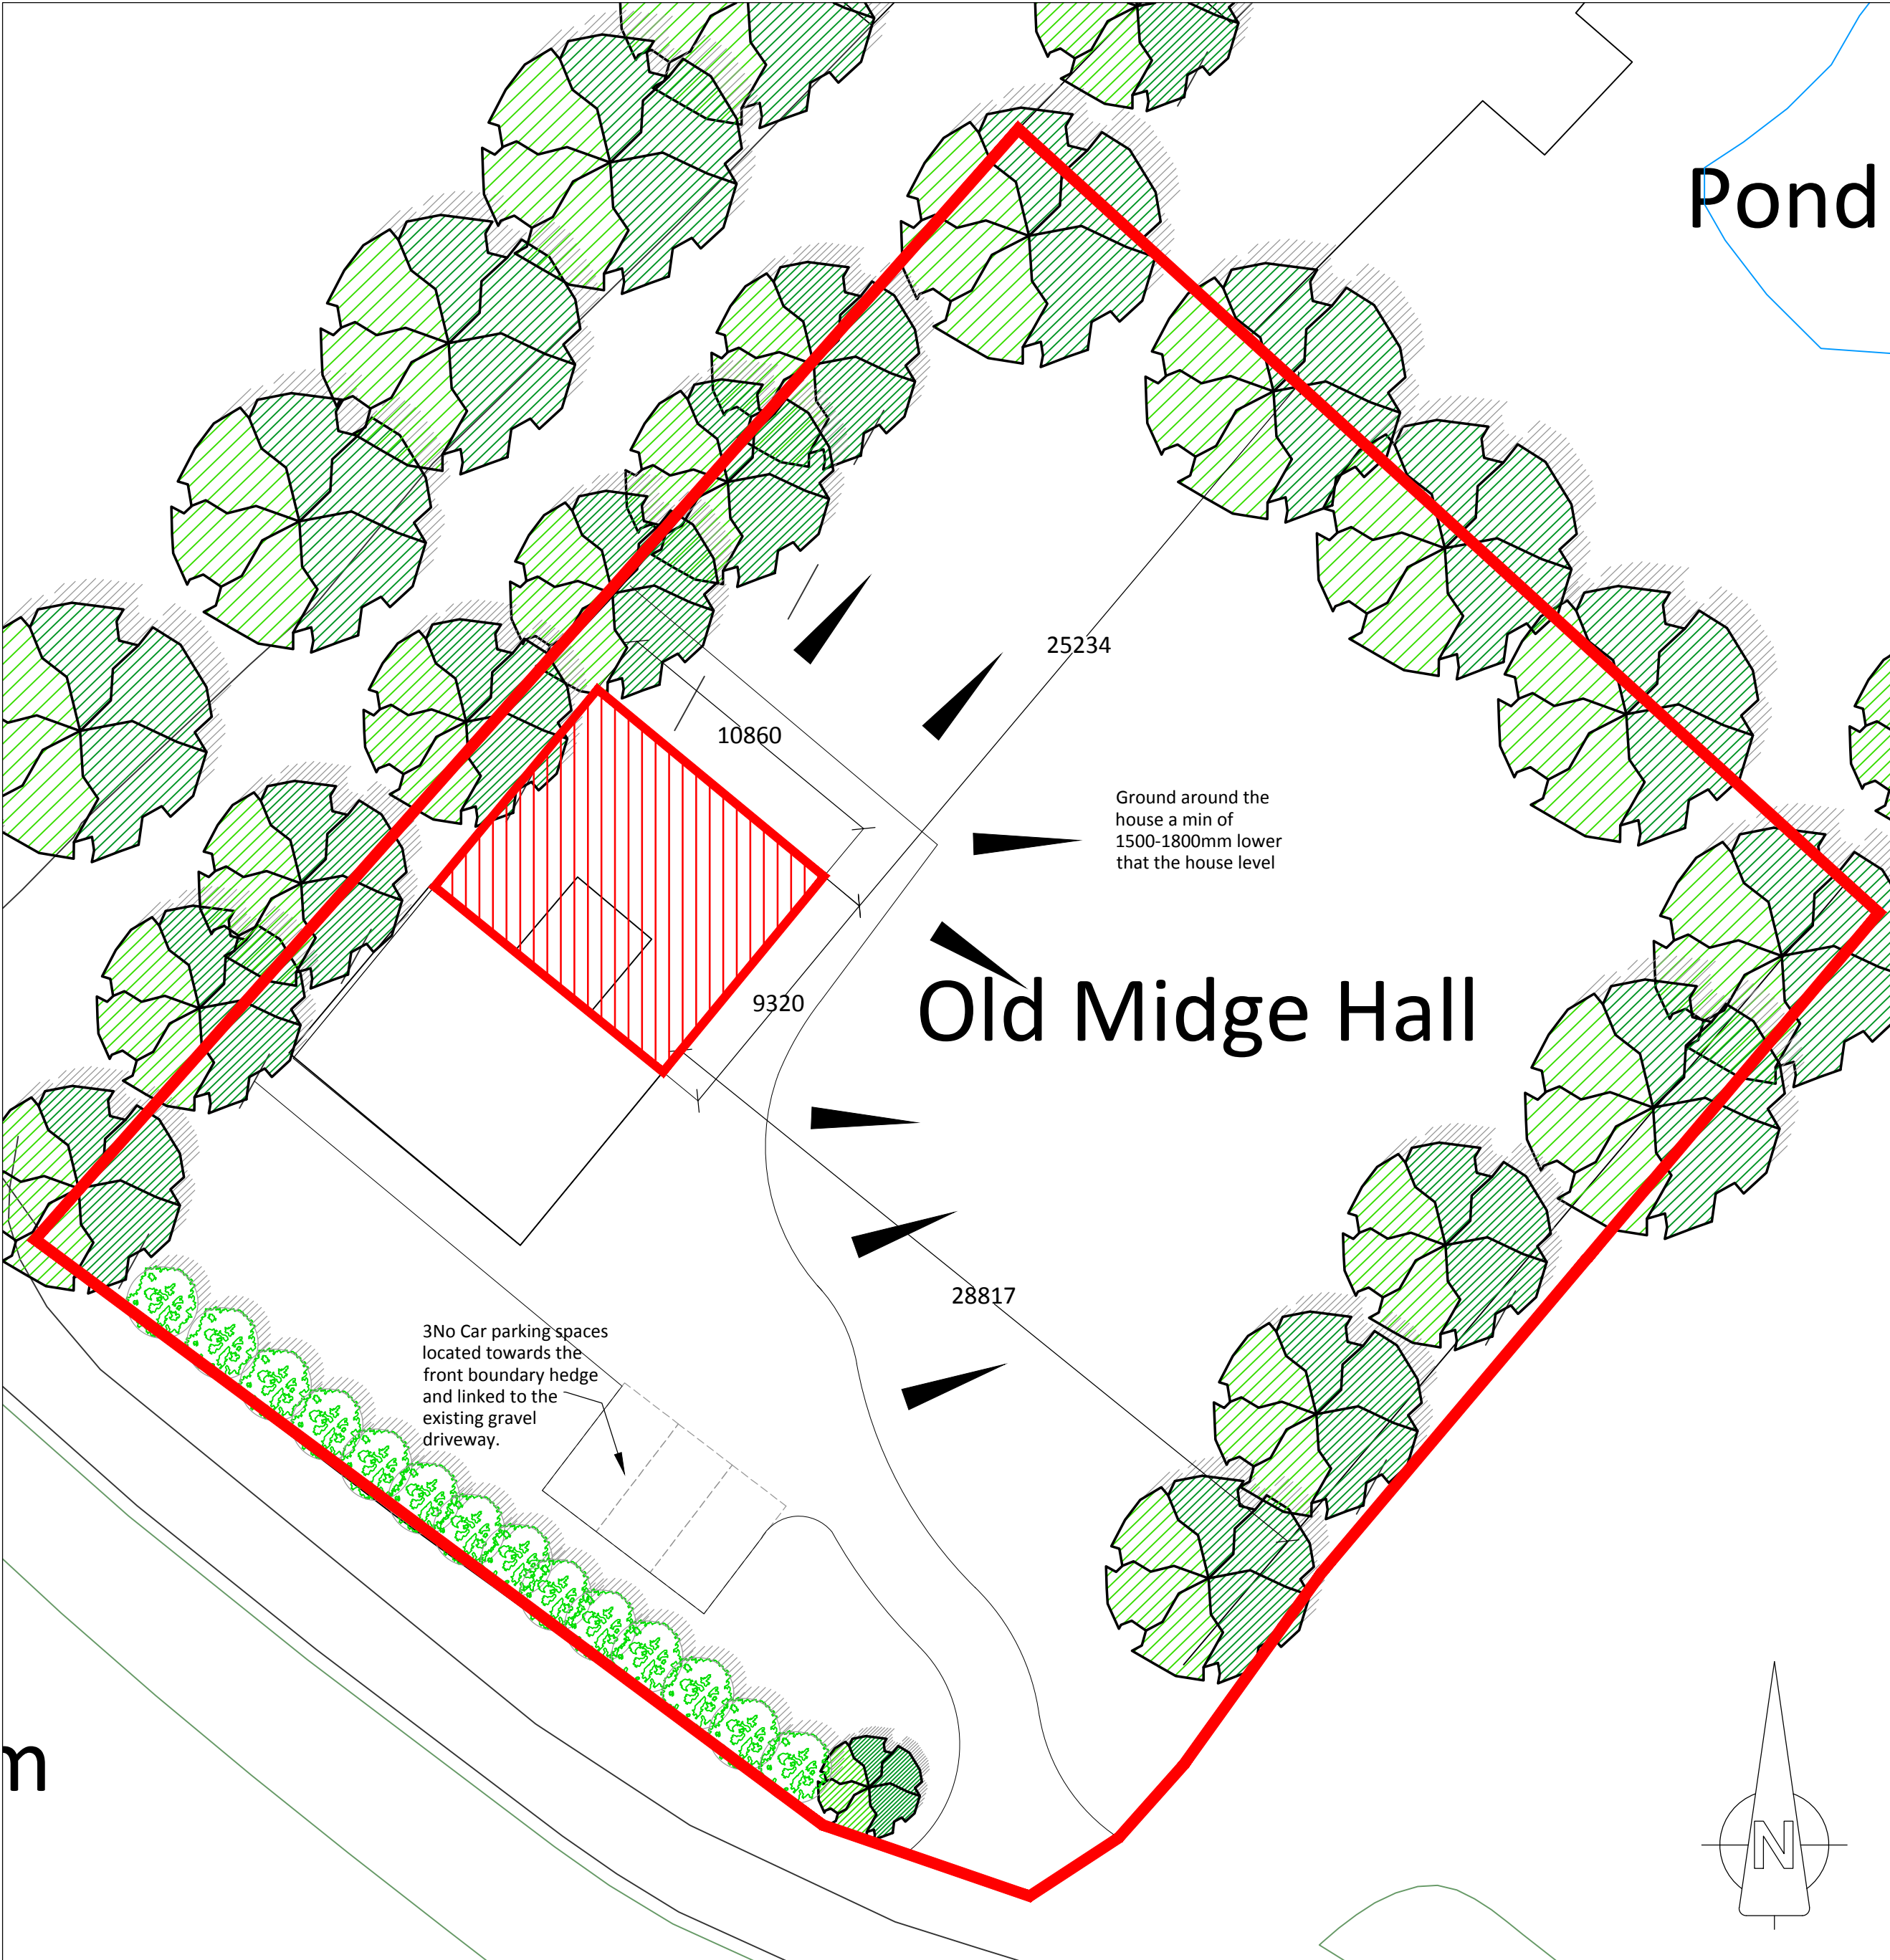 Pond
25234
10860
Ground around the
house a min of
1500-1800mm lower
that the house level
9320
Old Midge Hall
28817
3No Car parking spaces
located towards the
front boundary hedge
and linked to the
existing gravel
driveway.
m
N